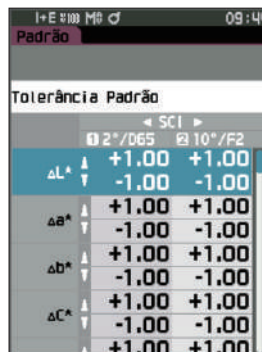 I+E M0 ♂ 09:4
Padrão
Tolerância Padrão
◄ SCI ►
1 2°/D65 2 10°/F2
ΔL* +1.00 +1.00
-1.00 -1.00
Δa* +1.00 +1.00
-1.00 -1.00
Δb* +1.00 +1.00
-1.00 -1.00
ΔC* +1.00 +1.00
-1.00 -1.00
+1.00 +1.00